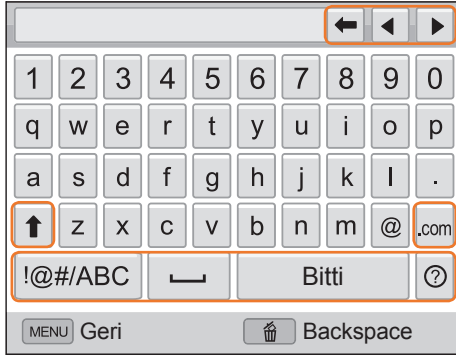 1 2 3 4 5 6 7 8 9 0
q w e r t y u i o p
a s d f g h j k l .
z x c v b n m @ .com
!@#/ABC Bitti ?
MENU Geri Backspace